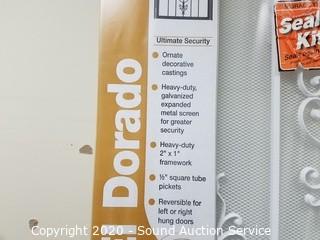 Dorado
Ultimate Security
Ornate
decorative
castings
Heavy-duty,
galvanized
expanded
metal screen
for greater
security
Heavy-duty
2" x 1"
framework
½" square tube
pickets
Reversible for
left or right
hung doors
Seal
Kit
Copyright 2020 - Sound Auction Service